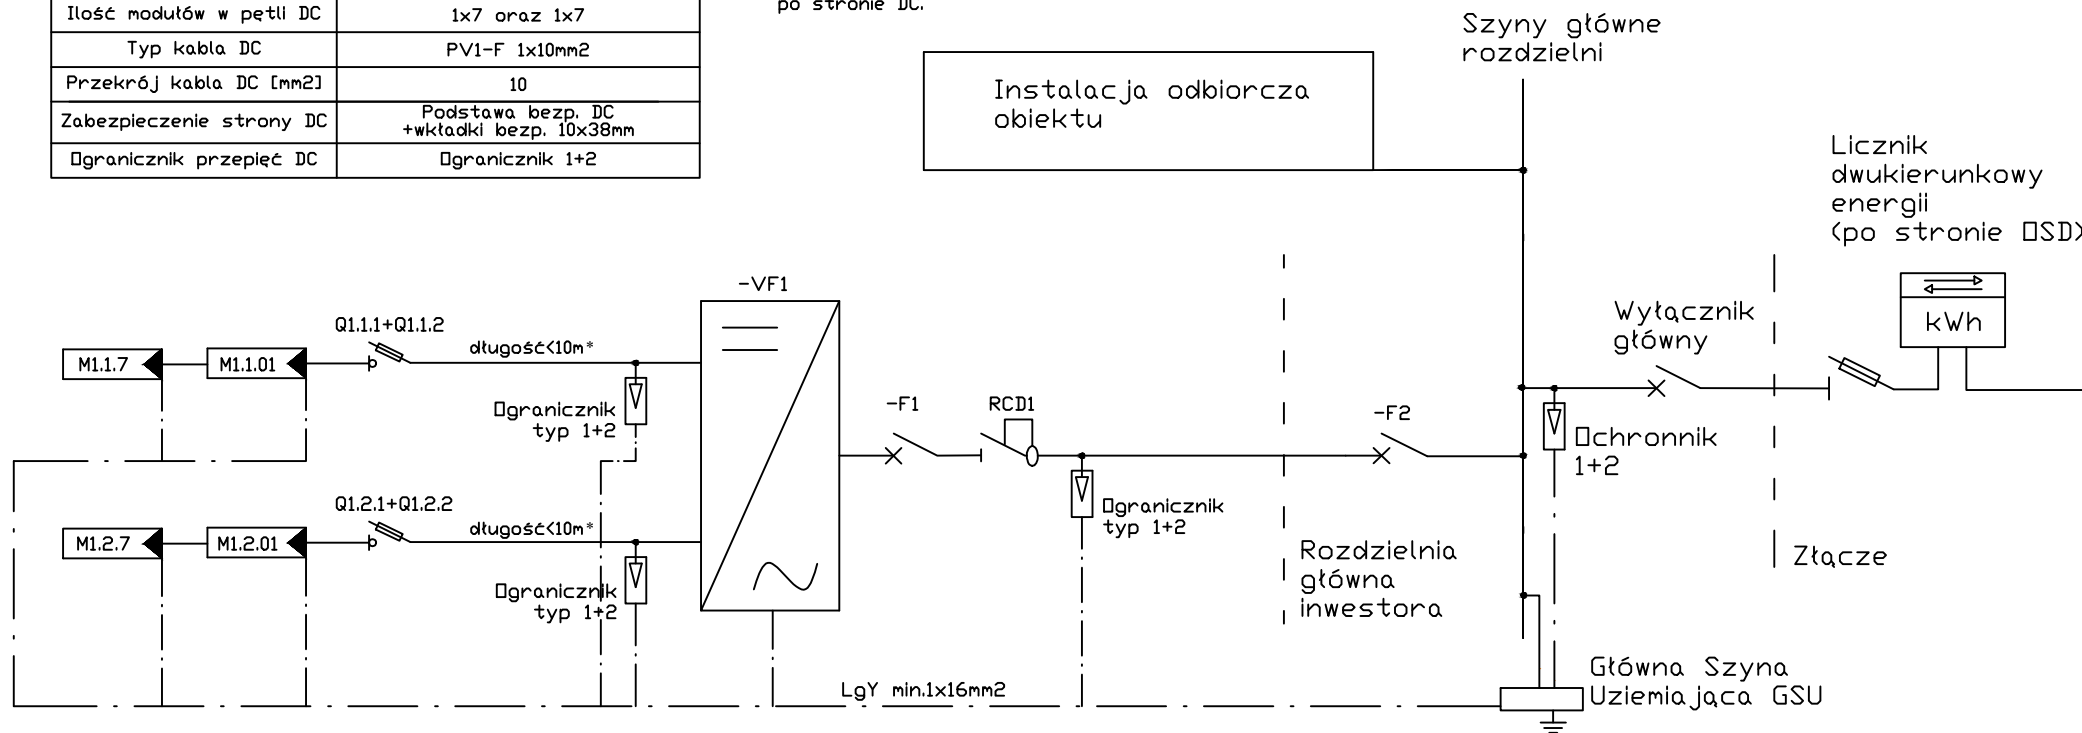 Ilość modułów w pętli DC
1x7 oraz 1x7
Typ kabla DC
PV1-F 1x10mm2
Przekrój kabla DC [mm2]
10
Zabezpieczenie strony DC
Podstawa bezp. DC
+wkładki bezp. 10x38mm
Ogranicznik przepięć DC
Ogranicznik 1+2
po stronie DC.
Instalacja odbiorcza
obiektu
Szyny główne
rozdzielni
Licznik
dwukierunkowy
energii
(po stronie OSD)
kWh
Wyłącznik
główny
-VF1
Q1.1.1+Q1.1.2
długość<10m*
M1.1.7
M1.1.01
Ogranicznik
typ 1+2
-F1
RCD1
-F2
Ochronnik
1+2
Q1.2.1+Q1.2.2
długość<10m*
M1.2.7
M1.2.01
Ogranicznik
typ 1+2
Ogranicznik
typ 1+2
Rozdzielnia
główna
inwestora
Złącze
LgY min.1x16mm2
Główna Szyna
Uziemiająca GSU